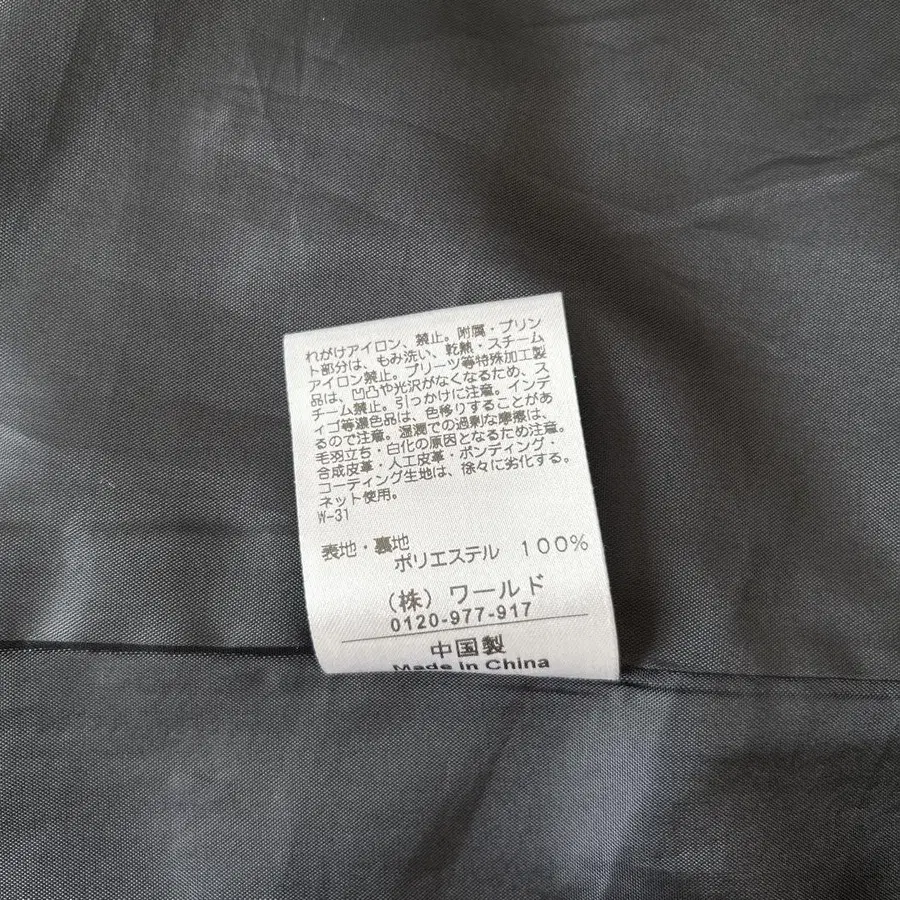 れがけアイロン、禁止。附属・プリン
ト部分は、もみ洗い、乾熱・スチーム
アイロン禁止。プリーツ等特殊加工製
品は、凹凸や光沢がなくなるため、ス
チーム禁止。引っかけに注意。インデ
ィゴ等濃色品は、色移りすることがあ
るので注意。湿潤での過剰な摩擦は、
毛羽立ち・白化の原因となるため注意。
合成皮革・人工皮革・ボンディング・
コーティング生地は、徐々に劣化する。
ネット使用。
W-31
表地・裏地
ポリエステル 100%
（株）ワールド
0120-977-917
中国製
Made in China